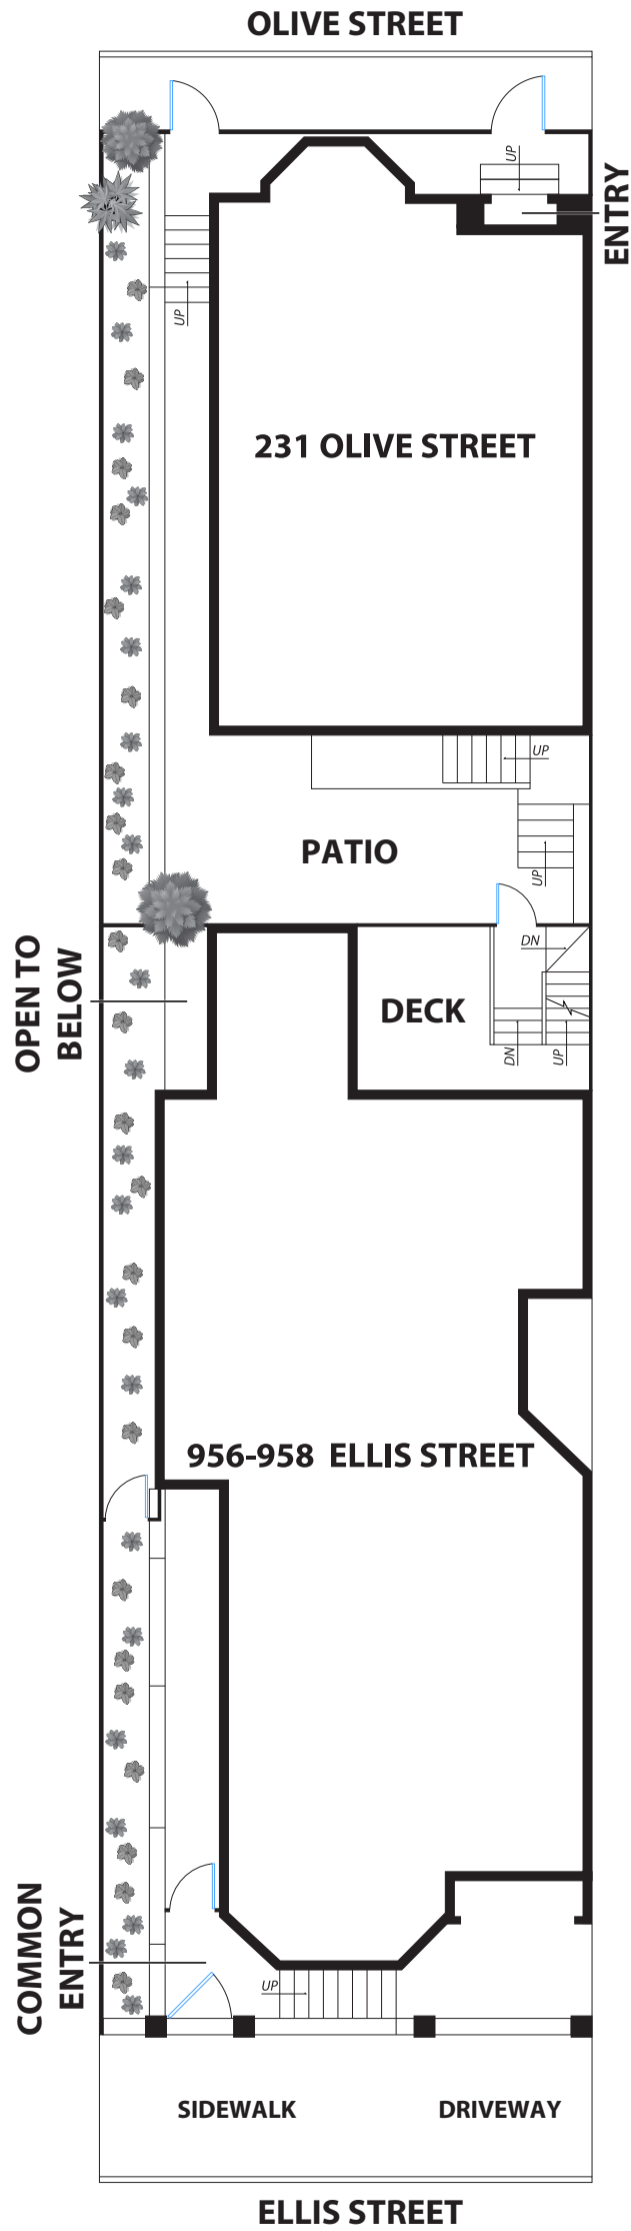 OLIVE STREET
UP
ENTRY
UP
231 OLIVE STREET
UP
PATIO
UP
OPEN TO
BELOW
DN
DECK
DN
UP
956-958 ELLIS STREET
COMMON
ENTRY
UP
SIDEWALK
DRIVEWAY
ELLIS STREET